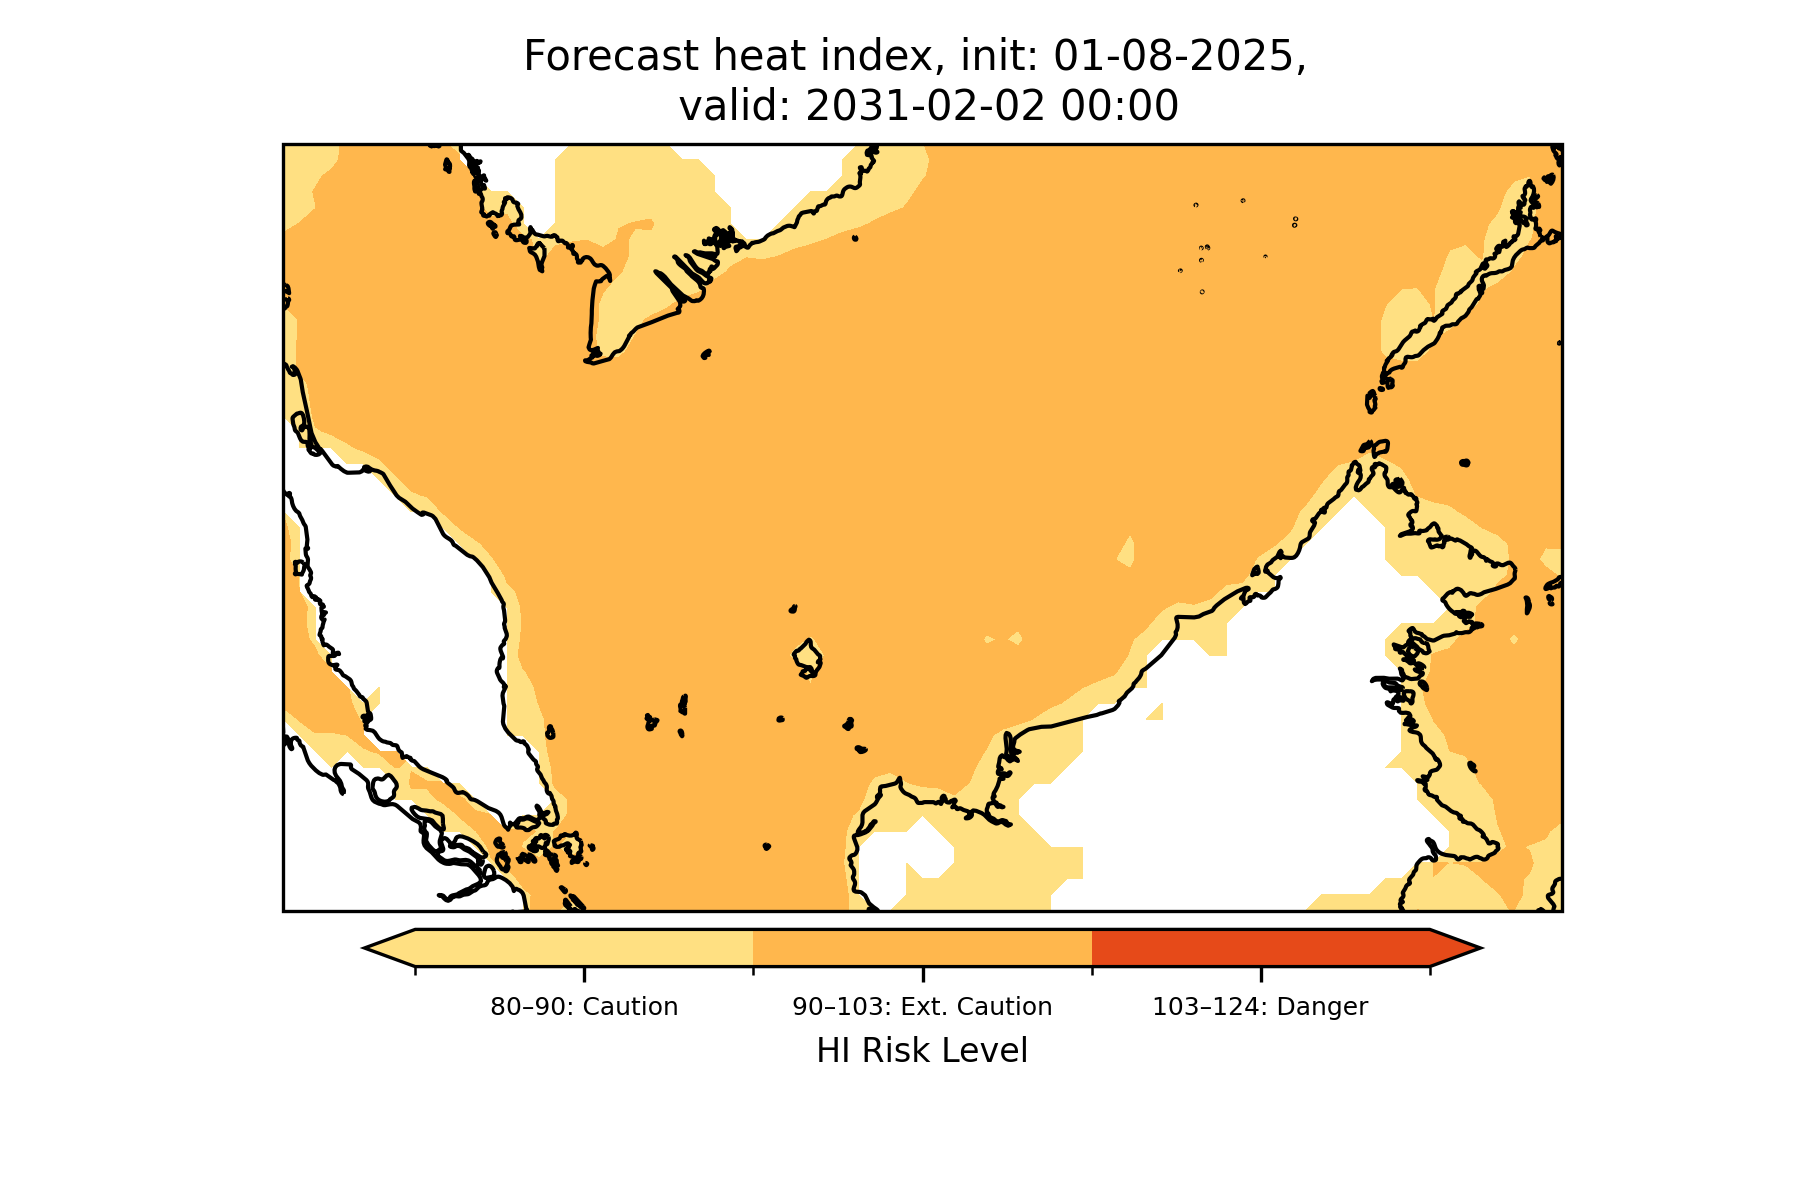 Forecast heat index, init: 01-08-2025,
valid: 2031-02-02 00:00
80–90: Caution
90–103: Ext. Caution
103–124: Danger
HI Risk Level